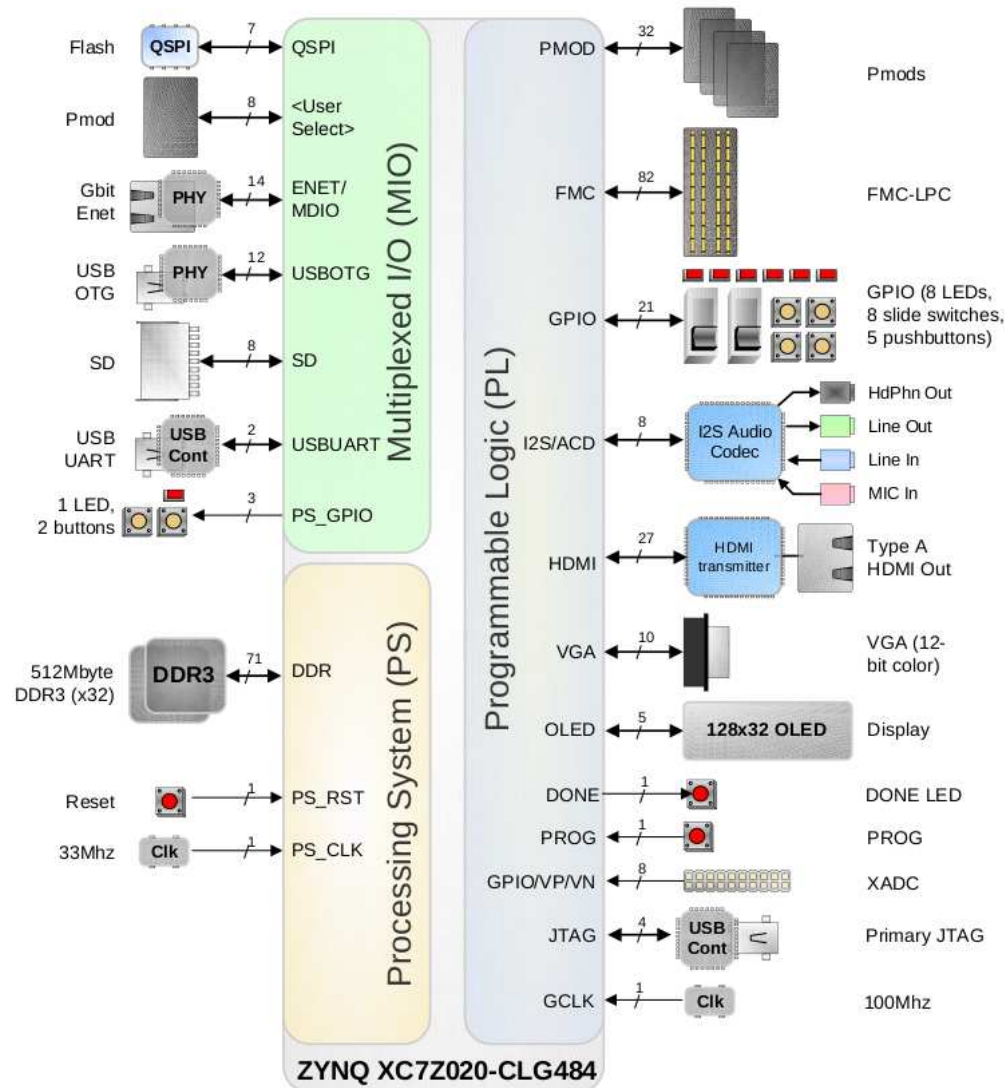 Flash
QSPI
7
QSPI
Pmod
8
<User
Select>
Gbit
Enet
PHY
14
ENET/
MDIO
USB
OTG
PHY
12
USBOTG
SD
8
SD
USB
UART
USB
Cont
2
USBUART
1 LED,
2 buttons
3
PS_GPIO
Multiplexed I/O (MIO)
512Mbyte
DDR3 (x32)
DDR3
71
DDR
Reset
1
PS_RST
33Mhz
Clk
1
PS_CLK
Processing System (PS)
Programmable Logic (PL)
PMOD
32
Pmods
FMC
82
FMC-LPC
GPIO
21
GPIO (8 LEDs,
8 slide switches,
5 pushbuttons)
I2S/ACD
8
I2S Audio
Codec
HdPhn Out
Line Out
Line In
MIC In
HDMI
27
HDMI
transmitter
Type A
HDMI Out
VGA
10
VGA (12-
bit color)
OLED
5
128x32 OLED
Display
DONE
1
DONE LED
PROG
1
PROG
GPIO/VP/VN
8
XADC
JTAG
4
USB
Cont
Primary JTAG
GCLK
1
Clk
100Mhz
ZYNQ XC7Z020-CLG484